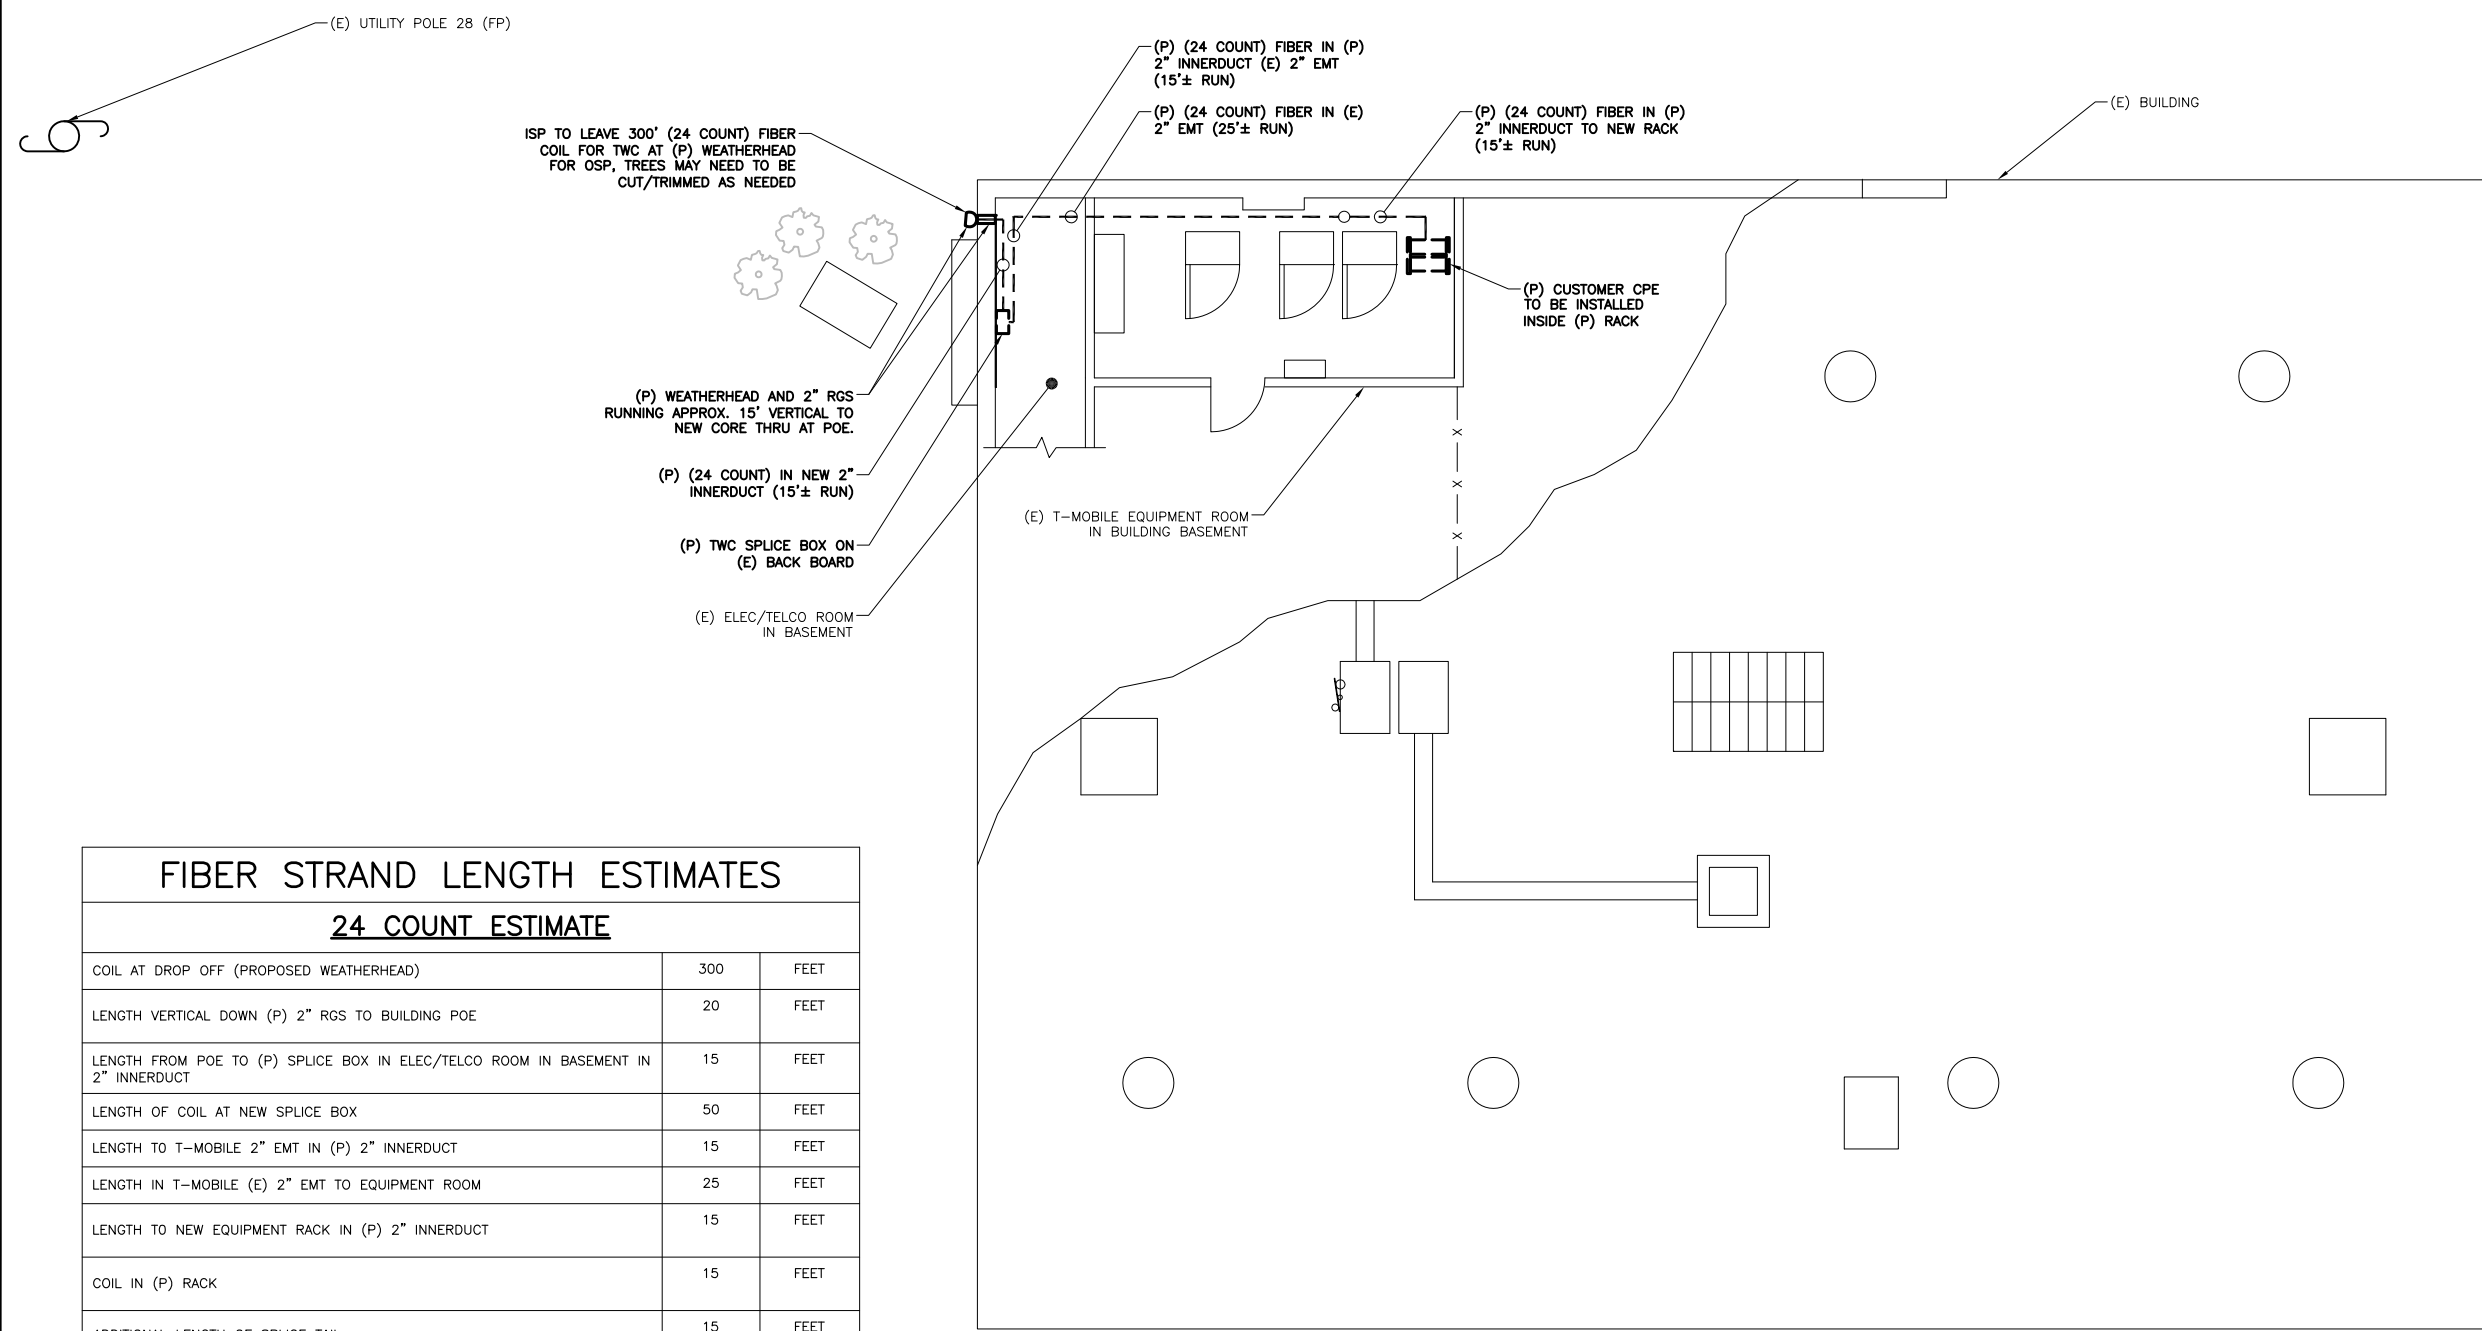 (E) UTILITY POLE 28 (FP)
(P) (24 COUNT) FIBER IN (P)
2" INNERDUCT (E) 2" EMT
(15'± RUN)
(P) (24 COUNT) FIBER IN (E)
2" EMT (25'± RUN)
(P) (24 COUNT) FIBER IN (P)
2" INNERDUCT TO NEW RACK
(15'± RUN)
(E) BUILDING
ISP TO LEAVE 300' (24 COUNT) FIBER
COIL FOR TWC AT (P) WEATHERHEAD
FOR OSP, TREES MAY NEED TO BE
CUT/TRIMMED AS NEEDED
(P) CUSTOMER CPE
TO BE INSTALLED
INSIDE (P) RACK
(P) WEATHERHEAD AND 2" RGS
RUNNING APPROX. 15' VERTICAL TO
NEW CORE THRU AT POE.
(P) (24 COUNT) IN NEW 2"
INNERDUCT (15'± RUN)
(E) T-MOBILE EQUIPMENT ROOM
IN BUILDING BASEMENT
X
X
X
(P) TWC SPLICE BOX ON
(E) BACK BOARD
(E) ELEC/TELCO ROOM
IN BASEMENT
FIBER STRAND LENGTH ESTIMATES
24 COUNT ESTIMATE
COIL AT DROP OFF (PROPOSED WEATHERHEAD) 300 FEET
LENGTH VERTICAL DOWN (P) 2" RGS TO BUILDING POE 20 FEET
LENGTH FROM POE TO (P) SPLICE BOX IN ELEC/TELCO ROOM IN BASEMENT IN 15 FEET
2" INNERDUCT
LENGTH OF COIL AT NEW SPLICE BOX 50 FEET
LENGTH TO T-MOBILE 2" EMT IN (P) 2" INNERDUCT 15 FEET
LENGTH IN T-MOBILE (E) 2" EMT TO EQUIPMENT ROOM 25 FEET
LENGTH TO NEW EQUIPMENT RACK IN (P) 2" INNERDUCT 15 FEET
COIL IN (P) RACK 15 FEET
15 FEET